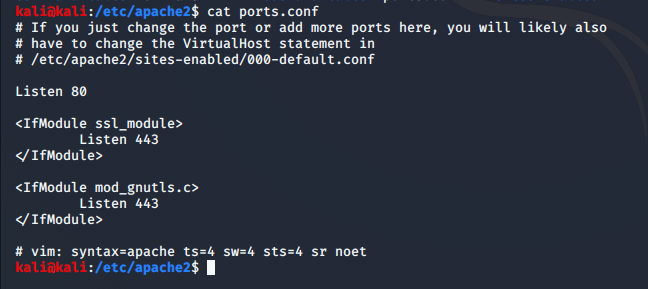 kali@kali:/etc/apache2$ cat ports.conf
# If you just change the port or add more ports here, you will likely also
# have to change the VirtualHost statement in
# /etc/apache2/sites-enabled/000-default.conf
Listen 80
<IfModule ssl_module>
Listen 443
</IfModule>
<IfModule mod_gnutls.c>
Listen 443
</IfModule>
# vim: syntax=apache ts=4 sw=4 sts=4 sr noet
kali@kali:/etc/apache2$